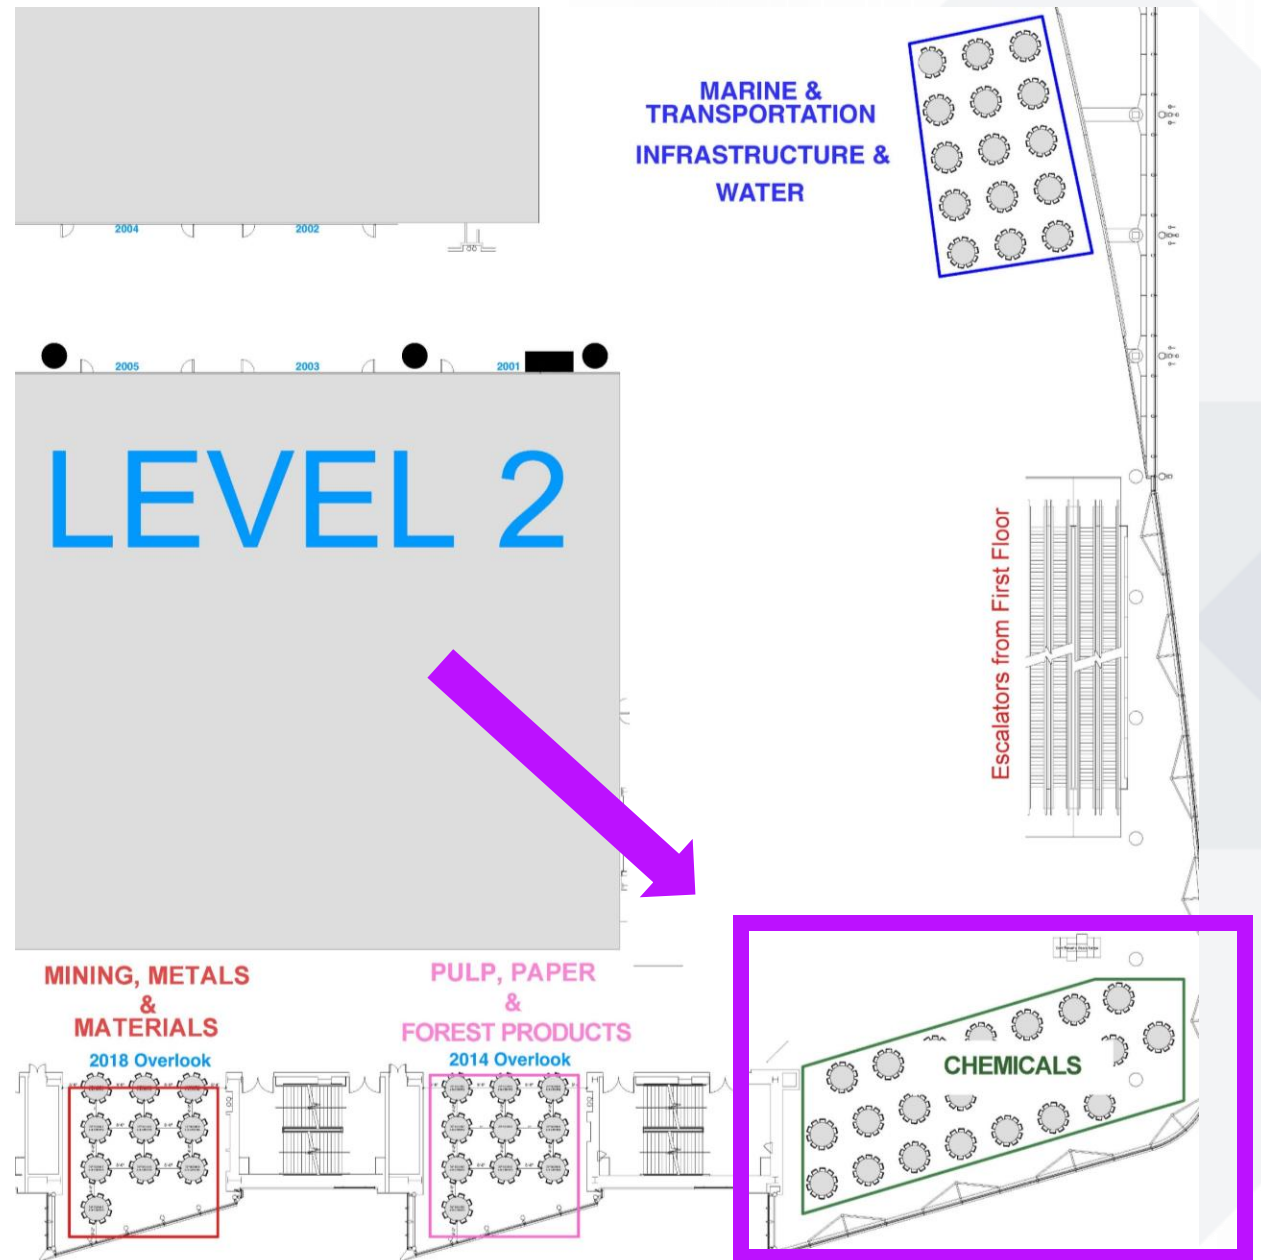 MARINE &
TRANSPORTATION
INFRASTRUCTURE &
WATER
2004
2002
2005
2003
2001
LEVEL 2
Escalators from First Floor
MINING, METALS
&
MATERIALS
2018 Overlook
PULP, PAPER
&
FOREST PRODUCTS
2014 Overlook
CHEMICALS